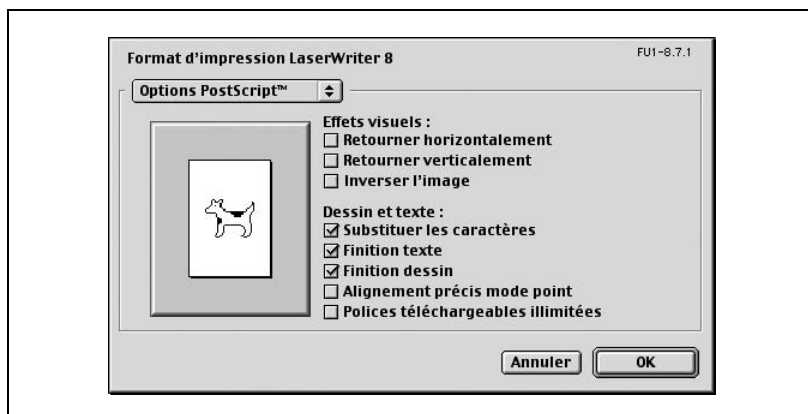 Format d'impression LaserWriter 8
FU1-8.7.1
Options PostScript™
Effets visuels :
Retourner horizontalement
Retourner verticalement
Inverser l'image
Dessin et texte :
Substituer les caractères
Finition texte
Finition dessin
Alignement précis mode point
Polices téléchargeables illimitées
Annuler
OK